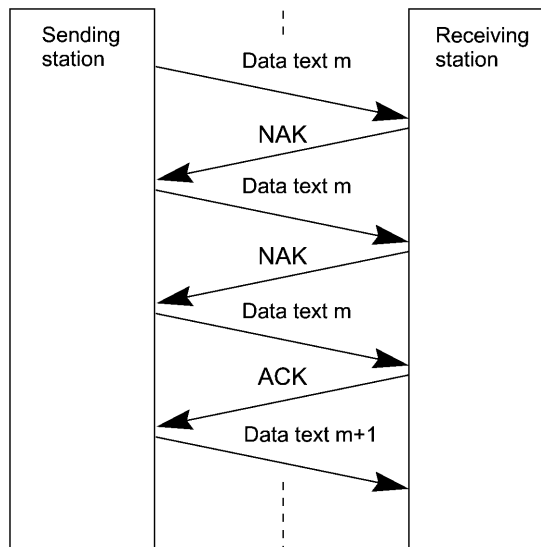 Sending
station
Receiving
station
Data text m
NAK
Data text m
NAK
Data text m
ACK
Data text m+1